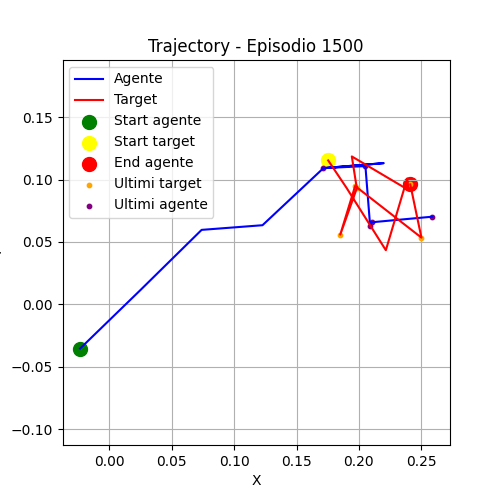 Trajectory - Episodio 1500
Agente
Target
Start agente
Start target
End agente
Ultimi target
Ultimi agente
0.15
0.10
0.05
0.00
−0.05
−0.10
0.00
0.05
0.10
0.15
0.20
0.25
X